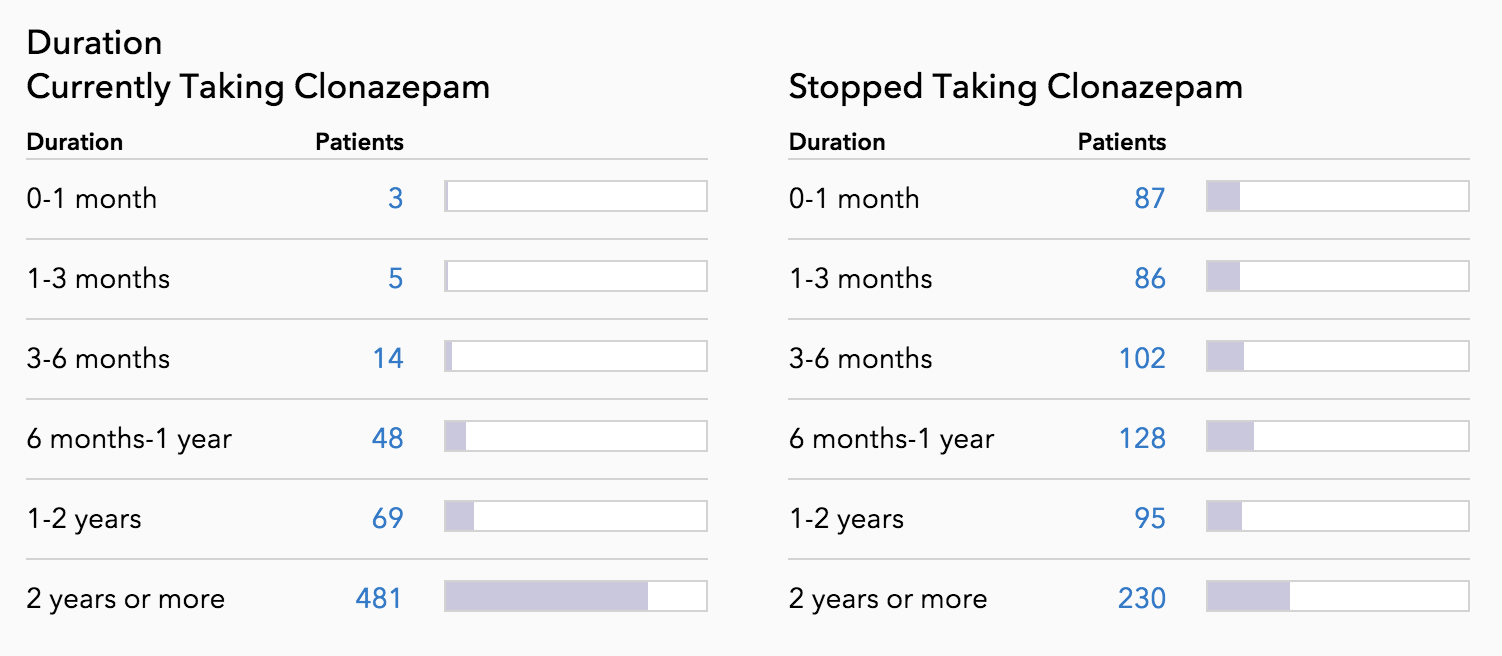 Duration
Currently Taking Clonazepam
Duration Patients
0-1 month 3
1-3 months 5
3-6 months 14
6 months-1 year 48
1-2 years 69
2 years or more 481
Stopped Taking Clonazepam
Duration Patients
0-1 month 87
1-3 months 86
3-6 months 102
6 months-1 year 128
1-2 years 95
2 years or more 230